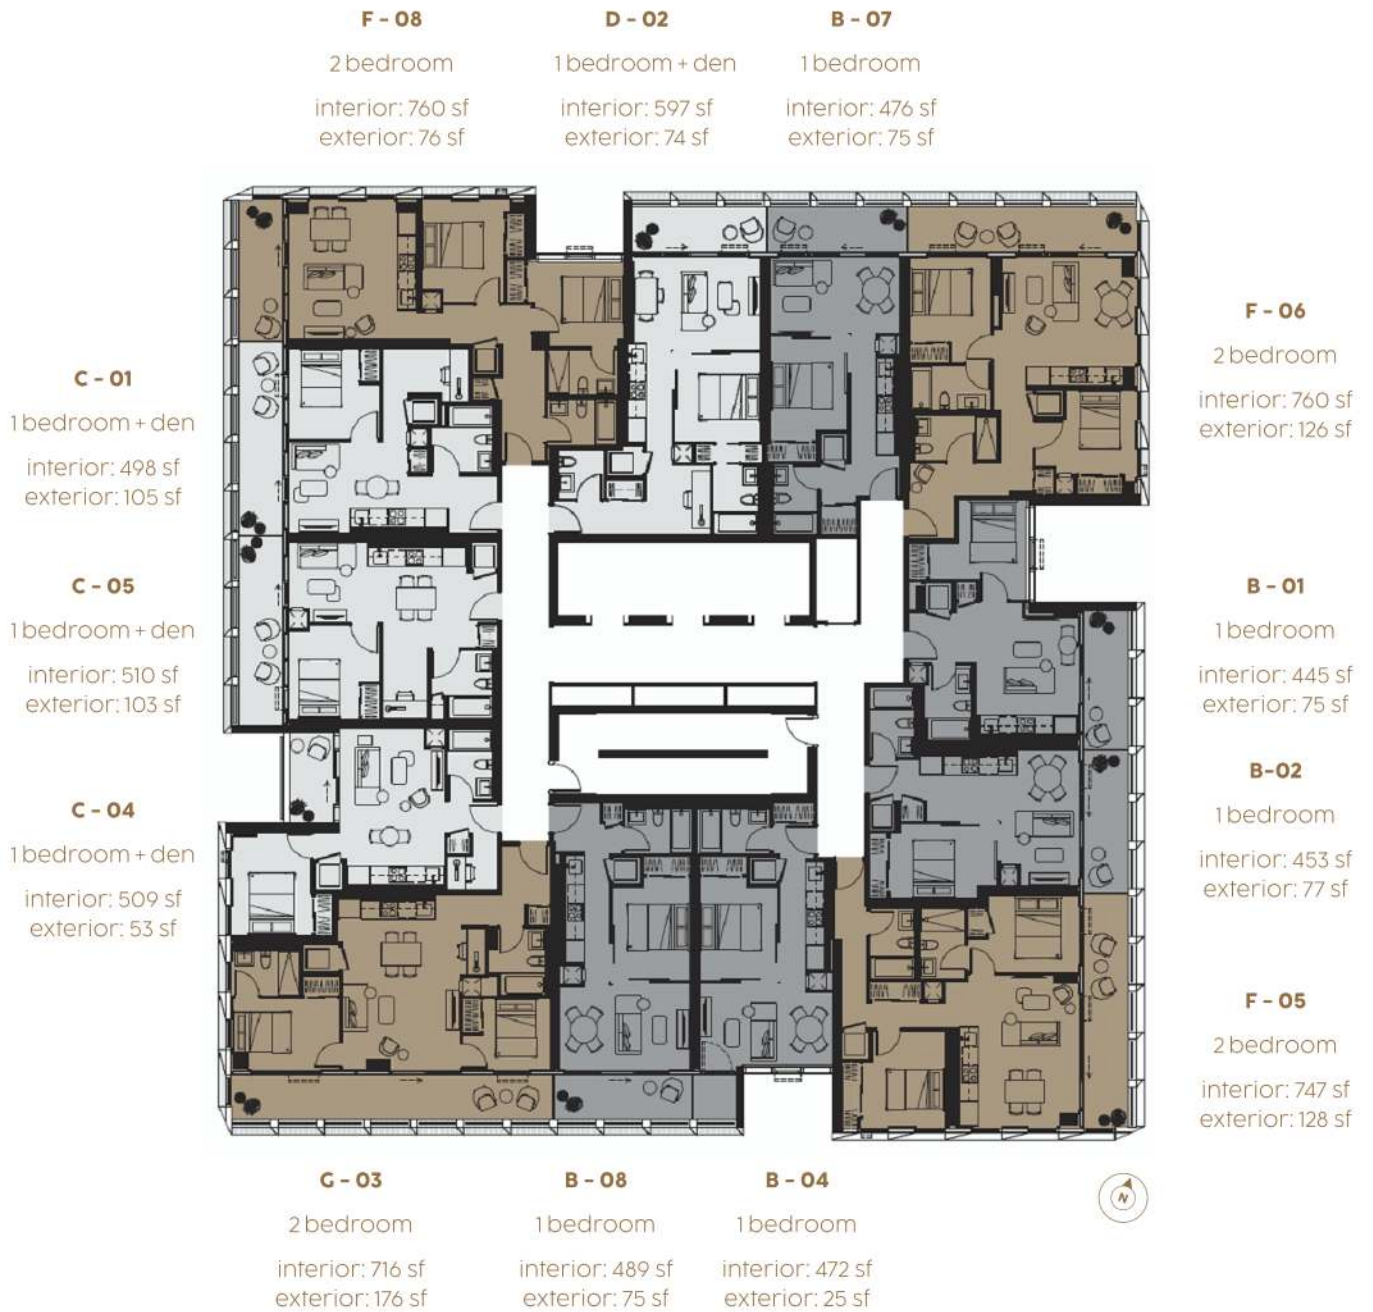 F - 08
2 bedroom
interior: 760 sf
exterior: 76 sf
D - 02
1 bedroom + den
interior: 597 sf
exterior: 74 sf
B - 07
1 bedroom
interior: 476 sf
exterior: 75 sf
C - 01
1 bedroom + den
interior: 498 sf
exterior: 105 sf
C - 05
1 bedroom + den
interior: 510 sf
exterior: 103 sf
C - 04
1 bedroom + den
interior: 509 sf
exterior: 53 sf
F - 06
2 bedroom
interior: 760 sf
exterior: 126 sf
B - 01
1 bedroom
interior: 445 sf
exterior: 75 sf
B-02
1 bedroom
interior: 453 sf
exterior: 77 sf
F - 05
2 bedroom
interior: 747 sf
exterior: 128 sf
G - 03
2 bedroom
interior: 716 sf
exterior: 176 sf
B - 08
1 bedroom
interior: 489 sf
exterior: 75 sf
B - 04
1 bedroom
interior: 472 sf
exterior: 25 sf
N